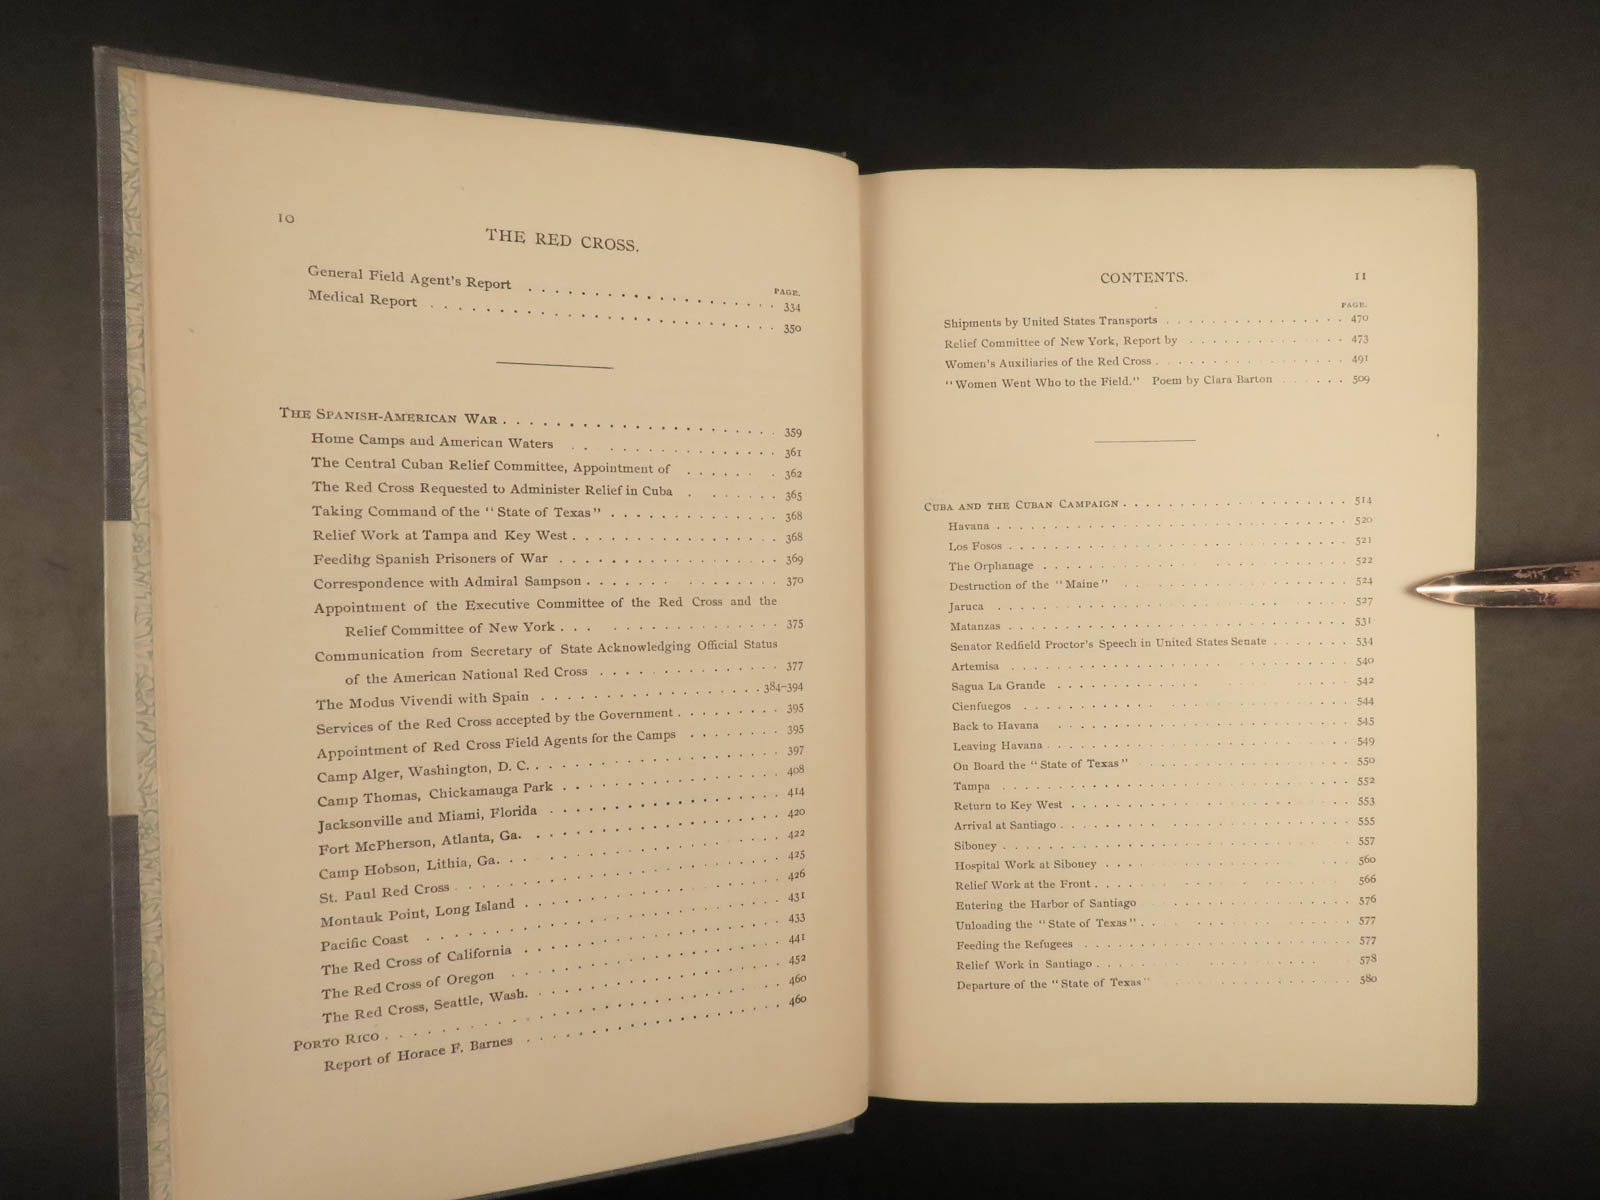 10
THE RED CROSS.
PAGE.
General Field Agent's Report . . . . . . . . . . . . . . . . . . . 334
Medical Report . . . . . . . . . . . . . . . . . . . . . . . . . 350
THE SPANISH-AMERICAN WAR . . . . . . . . . . . . . . . . . . . . 359
Home Camps and American Waters . . . . . . . . . . . . . . . 361
The Central Cuban Relief Committee, Appointment of . . . . . . . 362
The Red Cross Requested to Administer Relief in Cuba . . . . . . . 365
Taking Command of the "State of Texas" . . . . . . . . . . . . . 368
Relief Work at Tampa and Key West . . . . . . . . . . . . . . . 368
Feeding Spanish Prisoners of War . . . . . . . . . . . . . . . . 369
Correspondence with Admiral Sampson . . . . . . . . . . . . . . 370
Appointment of the Executive Committee of the Red Cross and the
Relief Committee of New York . . . . . . . . . . . . . . . 375
Communication from Secretary of State Acknowledging Official Status
of the American National Red Cross . . . . . . . . . . . . . 377
The Modus Vivendi with Spain . . . . . . . . . . . . . . . . 384-394
Services of the Red Cross accepted by the Government . . . . . . . . 395
Appointment of Red Cross Field Agents for the Camps . . . . . . . 395
Camp Alger, Washington, D. C. . . . . . . . . . . . . . . . . . 397
Camp Thomas, Chickamauga Park . . . . . . . . . . . . . . . . 408
Jacksonville and Miami, Florida . . . . . . . . . . . . . . . . . 414
Fort McPherson, Atlanta, Ga. . . . . . . . . . . . . . . . . . . 420
Camp Hobson, Lithia, Ga. . . . . . . . . . . . . . . . . . . . . 422
St. Paul Red Cross . . . . . . . . . . . . . . . . . . . . . . . 425
Montauk Point, Long Island . . . . . . . . . . . . . . . . . . . 426
Pacific Coast . . . . . . . . . . . . . . . . . . . . . . . . . 431
The Red Cross of California . . . . . . . . . . . . . . . . . . . 433
The Red Cross of Oregon . . . . . . . . . . . . . . . . . . . . 441
The Red Cross, Seattle, Wash. . . . . . . . . . . . . . . . . . . 452
PORTO RICO . . . . . . . . . . . . . . . . . . . . . . . . . . . 460
Report of Horace F. Barnes . . . . . . . . . . . . . . . . . . . 460
CONTENTS. 11
PAGE.
Shipments by United States Transports . . . . . . . . . . . . . . . . 470
Relief Committee of New York, Report by . . . . . . . . . . . . . . 473
Women's Auxiliaries of the Red Cross . . . . . . . . . . . . . . . . 491
"Women Went Who to the Field." Poem by Clara Barton . . . . . . 509
CUBA AND THE CUBAN CAMPAIGN . . . . . . . . . . . . . . . . . . . 514
Havana . . . . . . . . . . . . . . . . . . . . . . . . . . . . . 520
Los Fosos . . . . . . . . . . . . . . . . . . . . . . . . . . . . 521
The Orphanage . . . . . . . . . . . . . . . . . . . . . . . . . 522
Destruction of the "Maine" . . . . . . . . . . . . . . . . . . . 524
Jaruca . . . . . . . . . . . . . . . . . . . . . . . . . . . . . 527
Matanzas . . . . . . . . . . . . . . . . . . . . . . . . . . . . 531
Senator Redfield Proctor's Speech in United States Senate . . . . . . . 534
Artemisa . . . . . . . . . . . . . . . . . . . . . . . . . . . . 540
Sagua La Grande . . . . . . . . . . . . . . . . . . . . . . . . 542
Cienfuegos . . . . . . . . . . . . . . . . . . . . . . . . . . . 544
Back to Havana . . . . . . . . . . . . . . . . . . . . . . . . . 545
Leaving Havana . . . . . . . . . . . . . . . . . . . . . . . . . 549
On Board the "State of Texas" . . . . . . . . . . . . . . . . . . 550
Tampa . . . . . . . . . . . . . . . . . . . . . . . . . . . . . 552
Return to Key West . . . . . . . . . . . . . . . . . . . . . . . 553
Arrival at Santiago . . . . . . . . . . . . . . . . . . . . . . . 555
Siboney . . . . . . . . . . . . . . . . . . . . . . . . . . . . . 557
Hospital Work at Siboney . . . . . . . . . . . . . . . . . . . . 560
Relief Work at the Front . . . . . . . . . . . . . . . . . . . . . 566
Entering the Harbor of Santiago . . . . . . . . . . . . . . . . . 576
Unloading the "State of Texas" . . . . . . . . . . . . . . . . . . 577
Feeding the Refugees . . . . . . . . . . . . . . . . . . . . . . 577
Relief Work in Santiago . . . . . . . . . . . . . . . . . . . . . 578
Departure of the "State of Texas" . . . . . . . . . . . . . . . . . 580